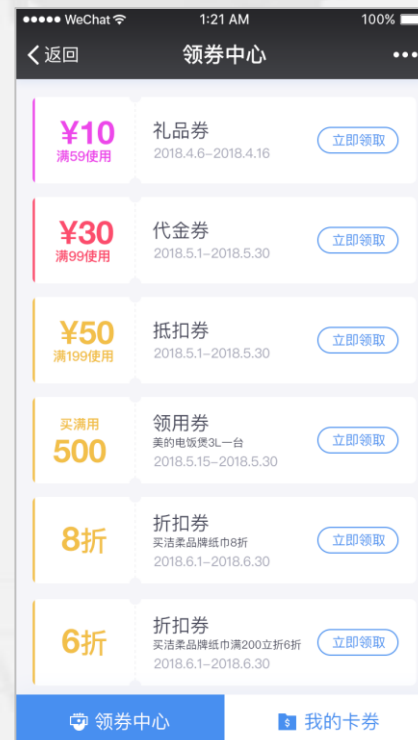 WeChat 1:21 AM 100%
返回 领券中心
¥10
满59使用
礼品券
2018.4.6-2018.4.16
立即领取
¥30
满99使用
代金券
2018.5.1-2018.5.30
立即领取
¥50
满199使用
抵扣券
2018.5.1-2018.5.30
立即领取
买满用
500
领用券
美的电饭煲3L一台
2018.5.15-2018.5.30
立即领取
8折
折扣券
买洁柔品牌纸巾8折
2018.6.1-2018.6.30
立即领取
6折
折扣券
买洁柔品牌纸巾满200立折6折
2018.6.1-2018.6.30
立即领取
领券中心 我的卡券